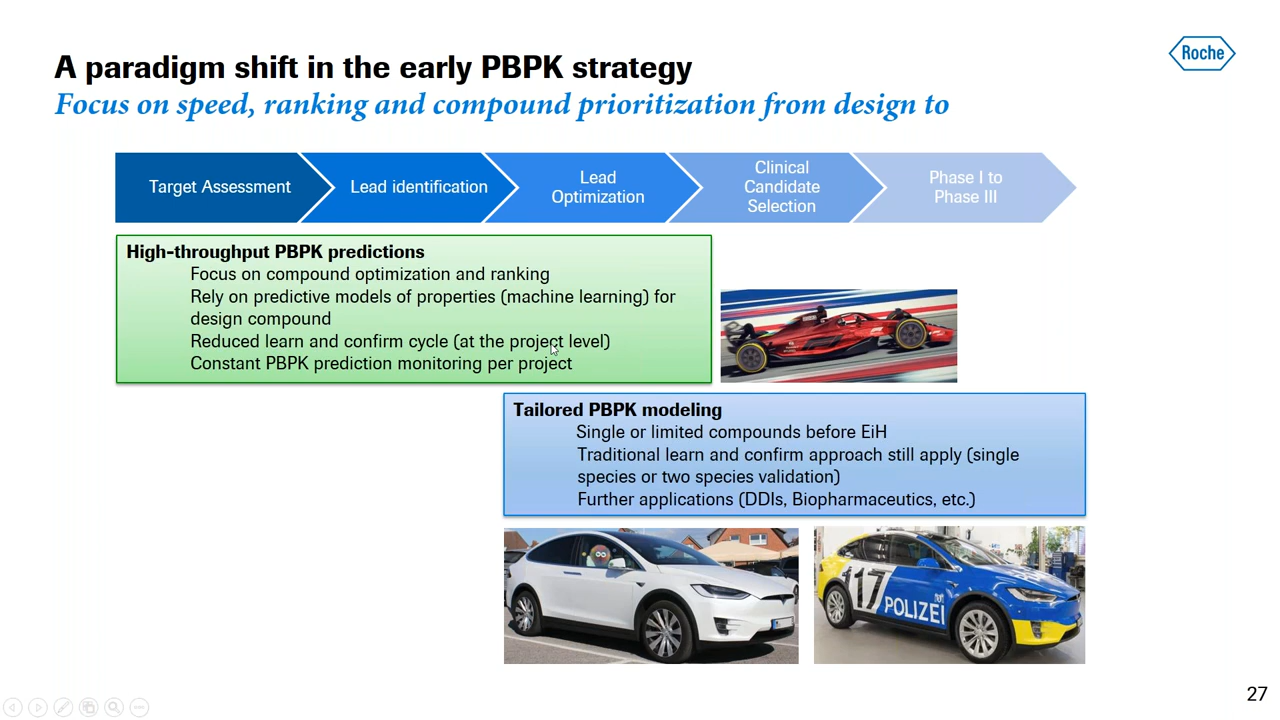 A paradigm shift in the early PBPK strategy
Roche
Focus on speed, ranking and compound prioritization from design to
Target Assessment
Lead identification
Lead
Optimization
Clinical
Candidate
Selection
Phase I to
Phase III
High-throughput PBPK predictions
Focus on compound optimization and ranking
Rely on predictive models of properties (machine learning) for
design compound
Reduced learn and confirm cycle (at the project level)
Constant PBPK prediction monitoring per project
Tailored PBPK modeling
Single or limited compounds before EiH
Traditional learn and confirm approach still apply (single
species or two species validation)
Further applications (DDIs, Biopharmaceutics, etc.)
117
POLIZEI
27